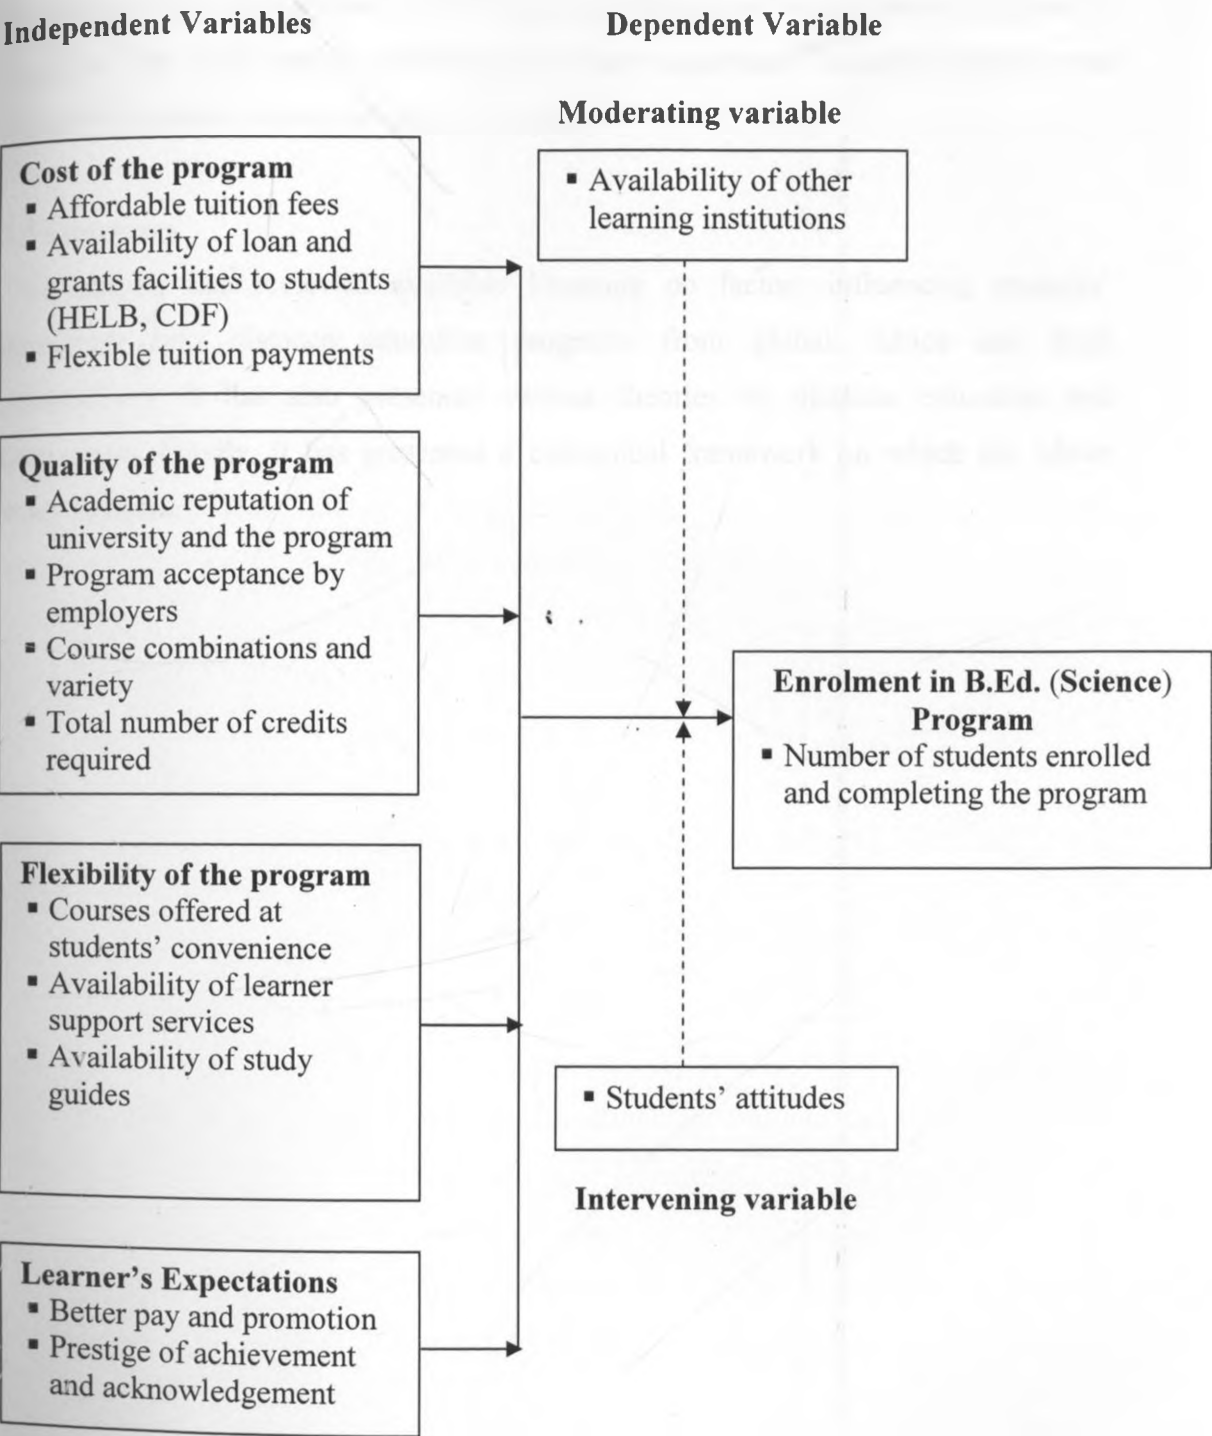 Independent Variables
Dependent Variable
Moderating variable
Cost of the program
▪ Affordable tuition fees
▪ Availability of loan and
grants facilities to students
(HELB, CDF)
▪ Flexible tuition payments
▪ Availability of other
learning institutions
Quality of the program
▪ Academic reputation of
university and the program
▪ Program acceptance by
employers
▪ Course combinations and
variety
▪ Total number of credits
required
Enrolment in B.Ed. (Science)
Program
▪ Number of students enrolled
and completing the program
Flexibility of the program
▪ Courses offered at
students’ convenience
▪ Availability of learner
support services
▪ Availability of study
guides
▪ Students’ attitudes
Intervening variable
Learner’s Expectations
▪ Better pay and promotion
▪ Prestige of achievement
and acknowledgement